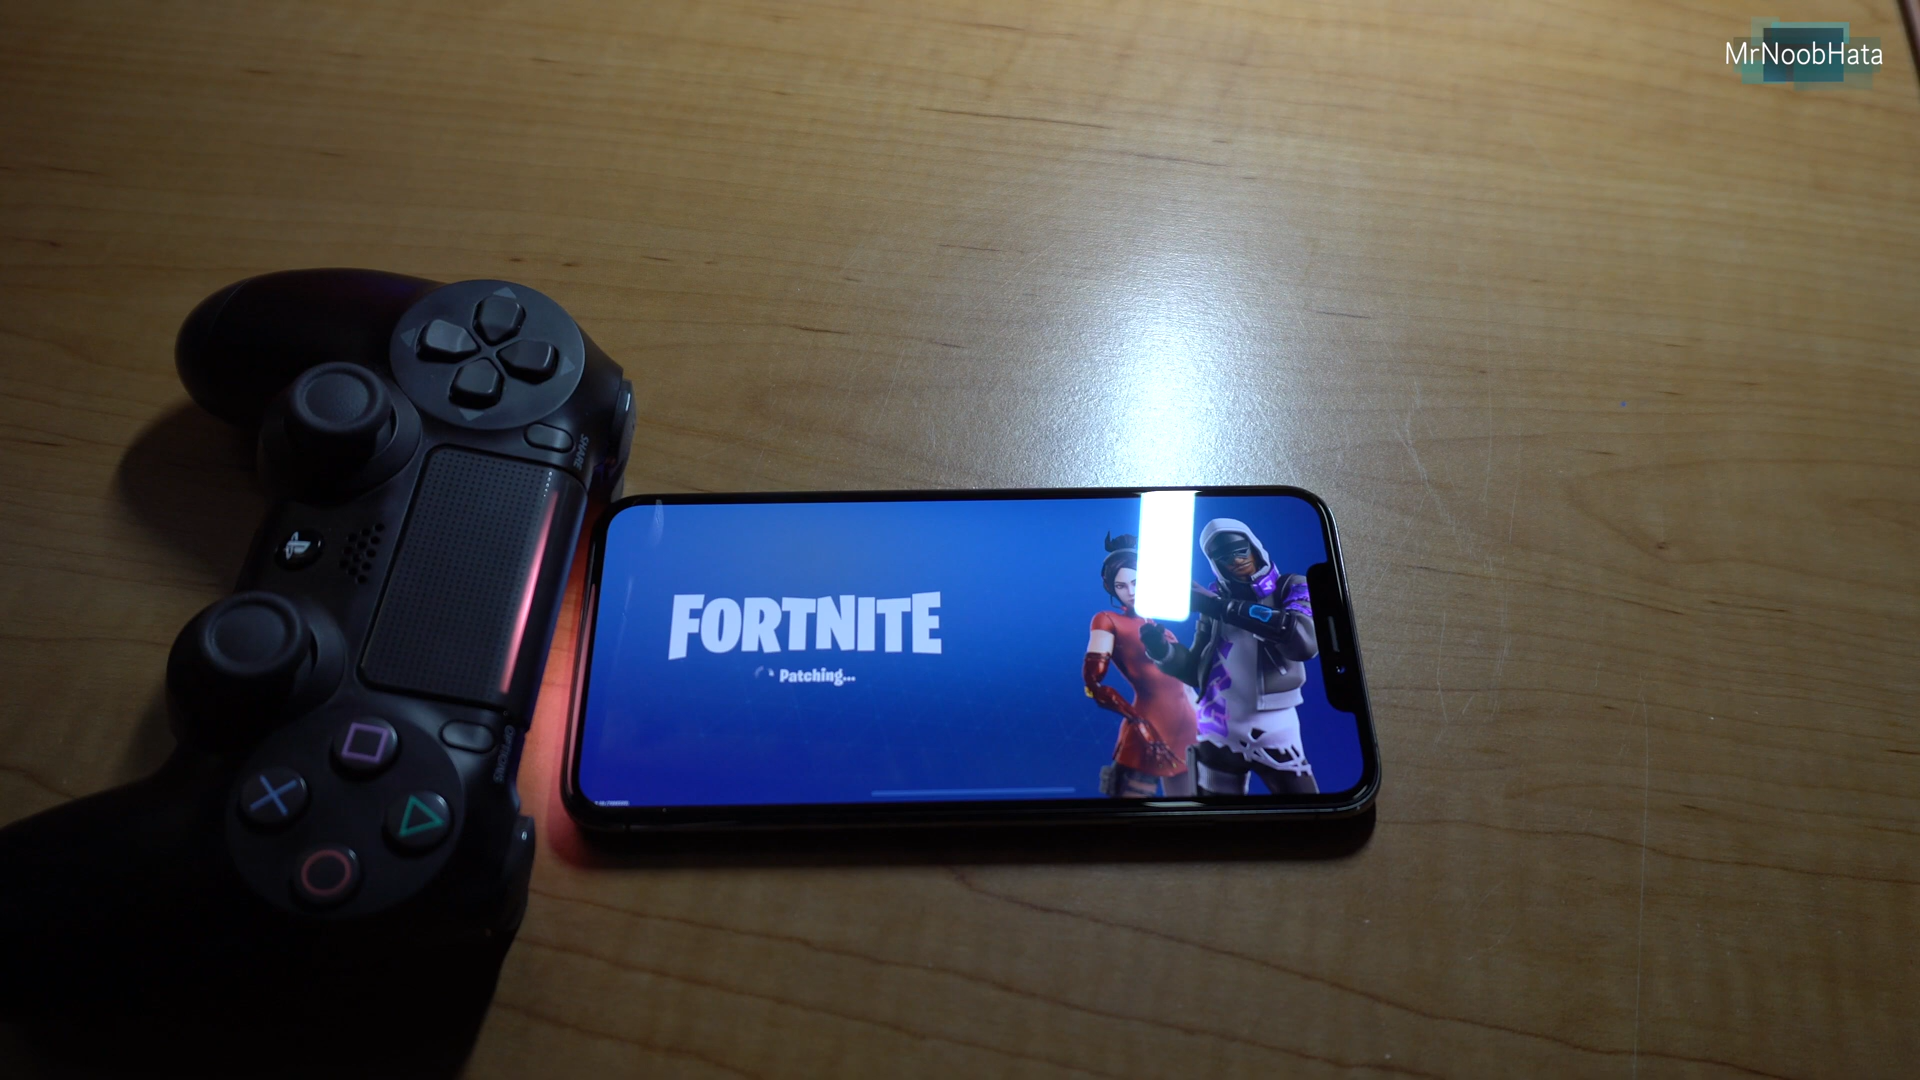 MrNoobHata
SHARE
FORTNITE
Patching...
OPTIONS